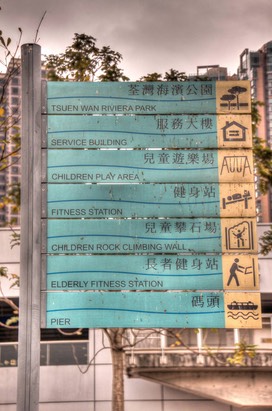 荃灣海濱公園
TSUEN WAN RIVIERA PARK
服務大樓
SERVICE BUILDING
兒童遊樂場
CHILDREN PLAY AREA
健身站
FITNESS STATION
兒童攀石場
CHILDREN ROCK CLIMBING WALL
長者健身站
ELDERLY FITNESS STATION
碼頭
PIER